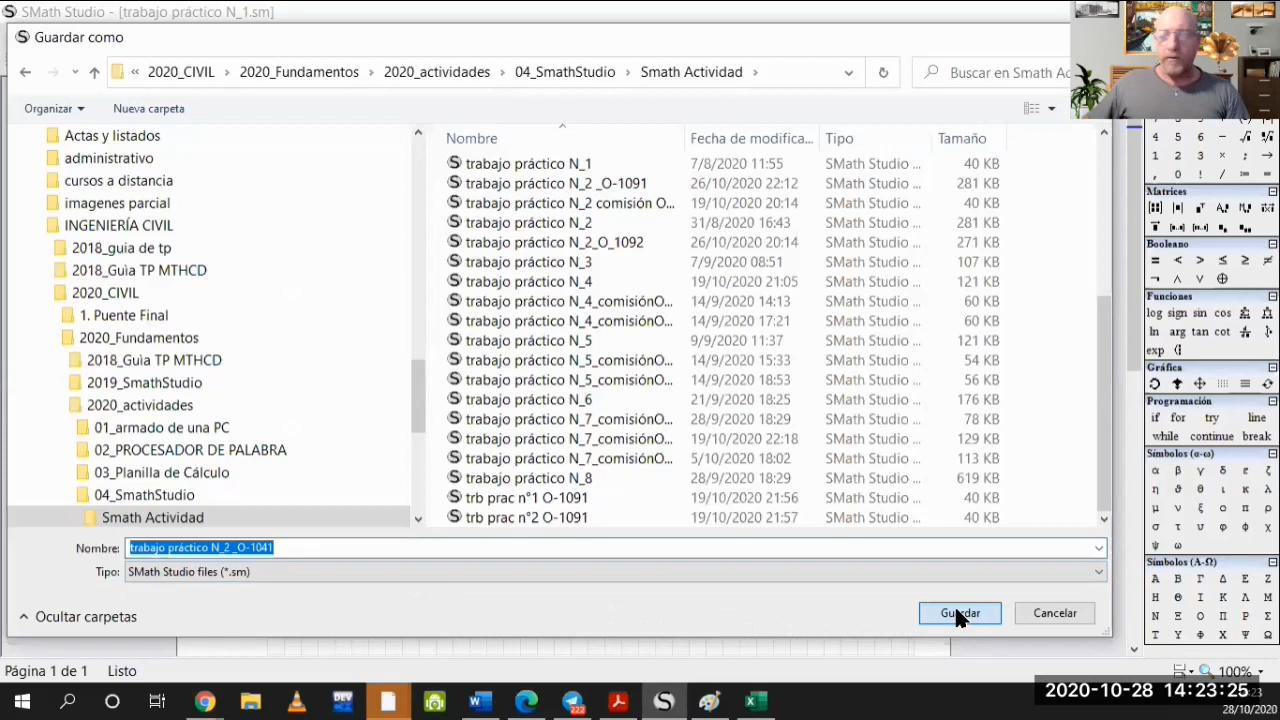 SMath Studio - [trabajo práctico N_1.sm]
Guardar como
« 2020_CIVIL > 2020_Fundamentos > 2020_actividades > 04_SmathStudio > Smath Actividad >
Buscar en Smath Ac
Organizar
Nueva carpeta
Actas y listados
administrativo
cursos a distancia
imagenes parcial
INGENIERÍA CIVIL
2018_guia de tp
2018_Guìa TP MTHCD
2020_CIVIL
1. Puente Final
2020_Fundamentos
2018_Guìa TP MTHCD
2019_SmathStudio
2020_actividades
01_armado de una PC
02_PROCESADOR DE PALABRA
03_Planilla de Cálculo
04_SmathStudio
Smath Actividad
Nombre Fecha de modifica... Tipo Tamaño
trabajo práctico N_1 7/8/2020 11:55 SMath Studio ... 40 KB
trabajo práctico N_2 _O-1091 26/10/2020 22:12 SMath Studio ... 281 KB
trabajo práctico N_2 comisión O... 19/10/2020 20:14 SMath Studio ... 40 KB
trabajo práctico N_2 31/8/2020 16:43 SMath Studio ... 281 KB
trabajo práctico N_2_O_1092 26/10/2020 20:14 SMath Studio ... 271 KB
trabajo práctico N_3 7/9/2020 08:51 SMath Studio ... 107 KB
trabajo práctico N_4 19/10/2020 21:05 SMath Studio ... 121 KB
trabajo práctico N_4_comisiónO... 14/9/2020 14:13 SMath Studio ... 60 KB
trabajo práctico N_4_comisiónO... 14/9/2020 17:21 SMath Studio ... 60 KB
trabajo práctico N_5 9/9/2020 11:37 SMath Studio ... 121 KB
trabajo práctico N_5_comisiónO... 14/9/2020 15:33 SMath Studio ... 54 KB
trabajo práctico N_5_comisiónO... 14/9/2020 18:53 SMath Studio ... 56 KB
trabajo práctico N_6 21/9/2020 18:25 SMath Studio ... 176 KB
trabajo práctico N_7_comisiónO... 28/9/2020 18:29 SMath Studio ... 78 KB
trabajo práctico N_7_comisiónO... 19/10/2020 22:18 SMath Studio ... 129 KB
trabajo práctico N_7_comisiónO... 5/10/2020 18:02 SMath Studio ... 113 KB
trabajo práctico N_8 28/9/2020 18:29 SMath Studio ... 619 KB
trb prac n°1 O-1091 19/10/2020 21:56 SMath Studio ... 40 KB
trb prac n°2 O-1091 19/10/2020 21:57 SMath Studio ... 40 KB
Nombre: trabajo práctico N_2 _O-1041
Tipo: SMath Studio files (*.sm)
Ocultar carpetas
Guardar
Cancelar
4 5 6 -
1 2 3 × ; →
, 0 . / != =
Matrices
Booleano
= < > ≤ ≥ ≠
¬ ∧ ∨ ⊕
Funciones
log sign sin cos
ln arg tan cot
exp
Gráfica
Programación
if for try line
while continue break
Símbolos (α-ω)
α β γ δ ε ζ
η ϑ θ ι κ λ
μ ν ξ ο π ρ
σ τ υ φ ϕ χ
ψ ω
Símbolos (Α-Ω)
Α Β Γ Δ Ε Ζ
Η Θ Ι Κ Λ Μ
Ν Ξ Ο Π Ρ Σ
Τ Υ Φ Χ Ψ Ω
Página 1 de 1
Listo
100%
DEV
222
2020-10-28 14:23:25
28/10/2020